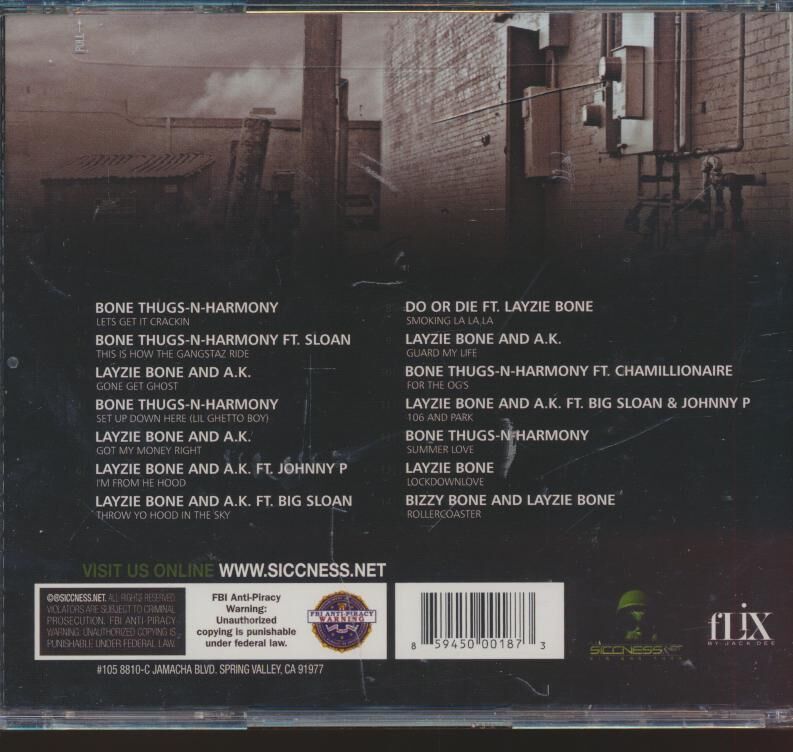 PULL
BONE THUGS-N-HARMONY
LETS GET IT CRACKIN
BONE THUGS-N-HARMONY FT. SLOAN
THIS IS HOW THE GANGSTAZ RIDE
LAYZIE BONE AND A.K.
GONE GET GHOST
BONE THUGS-N-HARMONY
SET UP DOWN HERE (LIL GHETTO BOY)
LAYZIE BONE AND A.K.
GOT MY MONEY RIGHT
LAYZIE BONE AND A.K. FT. JOHNNY P
I'M FROM HE HOOD
LAYZIE BONE AND A.K. FT. BIG SLOAN
THROW YO HOOD IN THE SKY
DO OR DIE FT. LAYZIE BONE
SMOKING LA LA LA
LAYZIE BONE AND A.K.
GUARD MY LIFE
BONE THUGS-N-HARMONY FT. CHAMILLIONAIRE
FOR THE OG'S
LAYZIE BONE AND A.K. FT. BIG SLOAN & JOHNNY P
106 AND PARK
BONE THUGS-N-HARMONY
SUMMER LOVE
LAYZIE BONE
LOCKDOWNLOVE
BIZZY BONE AND LAYZIE BONE
ROLLERCOASTER
VISIT US ONLINE WWW.SICCNESS.NET
©℗SICCNESS.NET. ALL RIGHTS RESERVED.
VIOLATORS ARE SUBJECT TO CRIMINAL
PROSECUTION. FBI ANTI-PIRACY
WARNING: UNAUTHORIZED COPYING IS
PUNISHABLE UNDER FEDERAL LAW.
FBI Anti-Piracy
Warning:
Unauthorized
copying is punishable
under federal law.
FBI ANTI-PIRACY
WARNING
8 59450 00187 3
SICCNESS.NET
fLix
BY JACK DEE
#105 8810-C JAMACHA BLVD. SPRING VALLEY, CA 91977